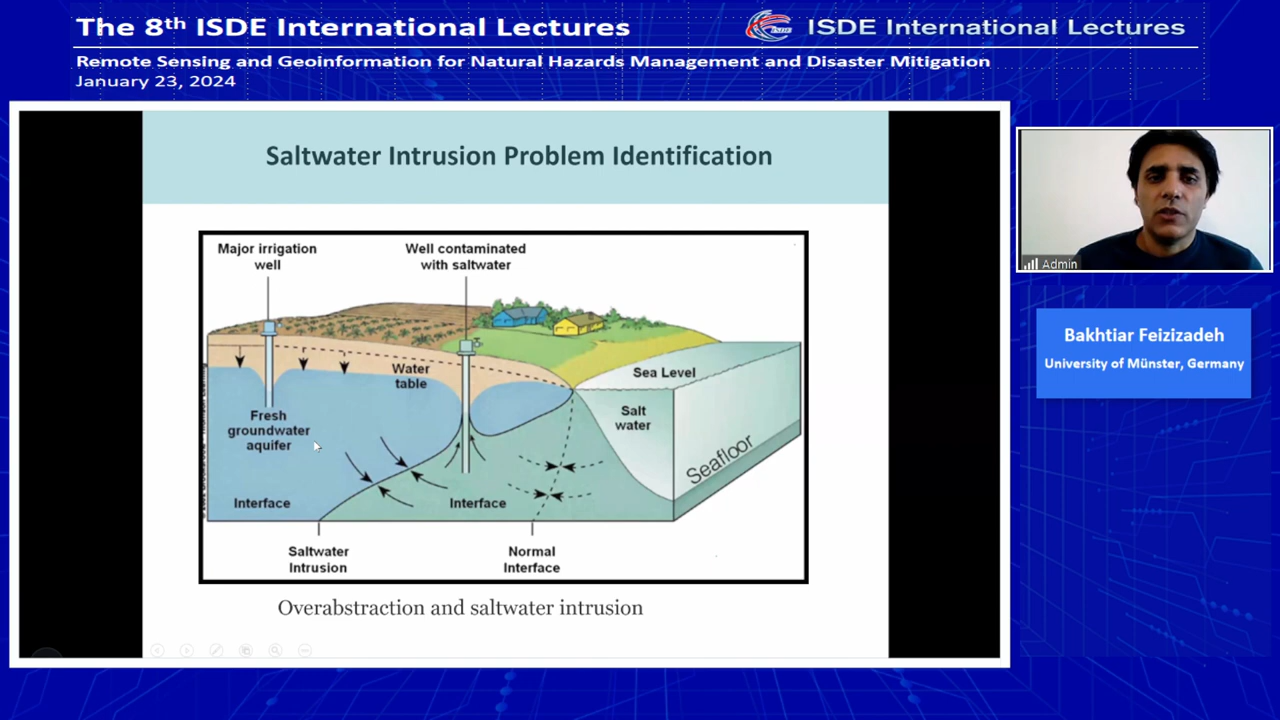 The 8th ISDE International Lectures
ISDE
ISDE International Lectures
Remote Sensing and Geoinformation for Natural Hazards Management and Disaster Mitigation
January 23, 2024
Saltwater Intrusion Problem Identification
Major irrigation
well
Well contaminated
with saltwater
Water
table
Sea Level
Fresh
groundwater
aquifer
Salt
water
Seafloor
Interface
Interface
Saltwater
Intrusion
Normal
Interface
Overabstraction and saltwater intrusion
Admin
Bakhtiar Feizizadeh
University of Münster, Germany